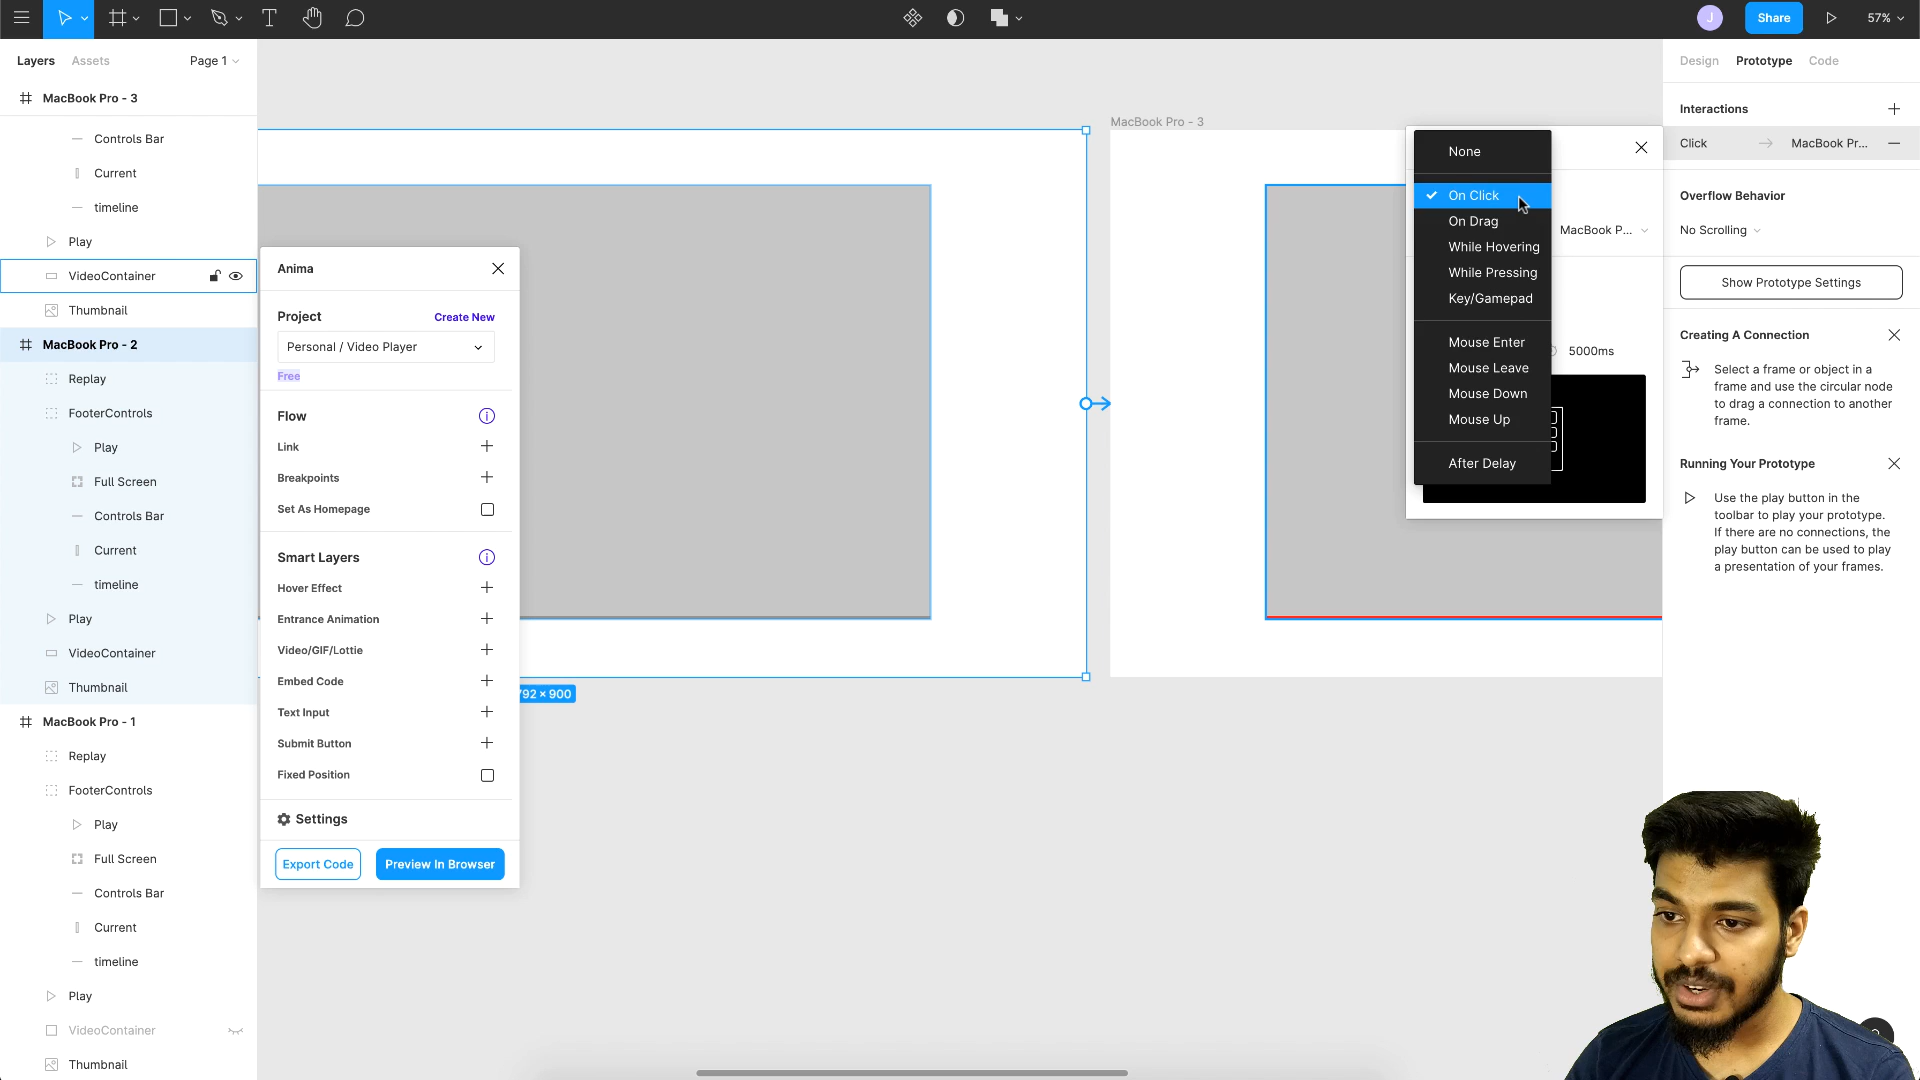 J
Share
57%
Layers
Assets
Page 1
MacBook Pro - 3
Controls Bar
Current
timeline
Play
VideoContainer
Thumbnail
MacBook Pro - 2
Replay
FooterControls
Play
Full Screen
Controls Bar
Current
timeline
Play
VideoContainer
Thumbnail
MacBook Pro - 1
Replay
FooterControls
Play
Full Screen
Controls Bar
Current
timeline
Play
VideoContainer
Thumbnail
Anima
Project
Create New
Personal / Video Player
Free
Flow
Link
Breakpoints
Set As Homepage
Smart Layers
Hover Effect
Entrance Animation
Video/GIF/Lottie
Embed Code
Text Input
Submit Button
Fixed Position
Settings
Export Code
Preview In Browser
792 × 900
MacBook Pro - 3
None
On Click
On Drag
While Hovering
While Pressing
Key/Gamepad
Mouse Enter
Mouse Leave
Mouse Down
Mouse Up
After Delay
MacBook P...
5000ms
Design
Prototype
Code
Interactions
Click
MacBook Pr...
Overflow Behavior
No Scrolling
Show Prototype Settings
Creating A Connection
Select a frame or object in a
frame and use the circular node
to drag a connection to another
frame.
Running Your Prototype
Use the play button in the
toolbar to play your prototype.
If there are no connections, the
play button can be used to play
a presentation of your frames.